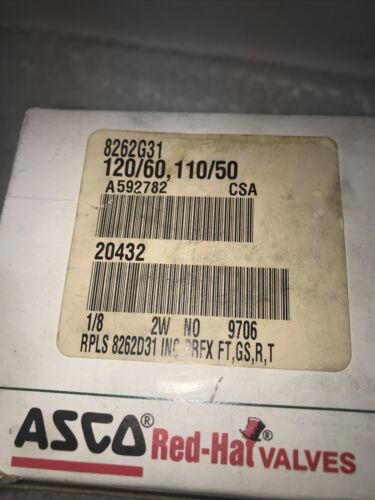 8262G31
120/60,110/50
A592782 CSA
20432
1/8 2W NO 9706
RPLS 8262D31 INC PRFX FT,GS,R,T
ASCO® Red-Hat® VALVES